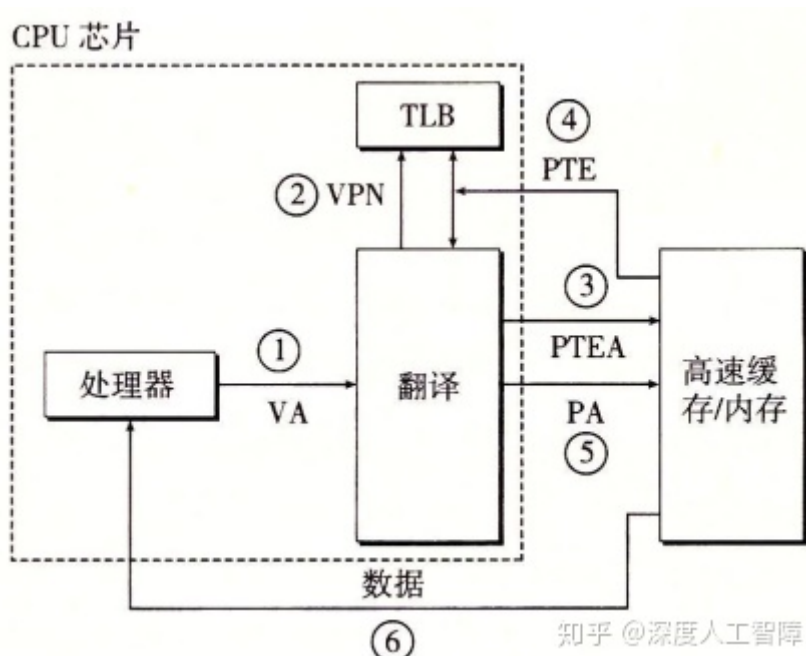 CPU 芯片
TLB
④
PTE
② VPN
③
PTEA
①
处理器
VA
翻译
PA
⑤
高速缓
存/内存
数据
⑥
知乎 @深度人工智障